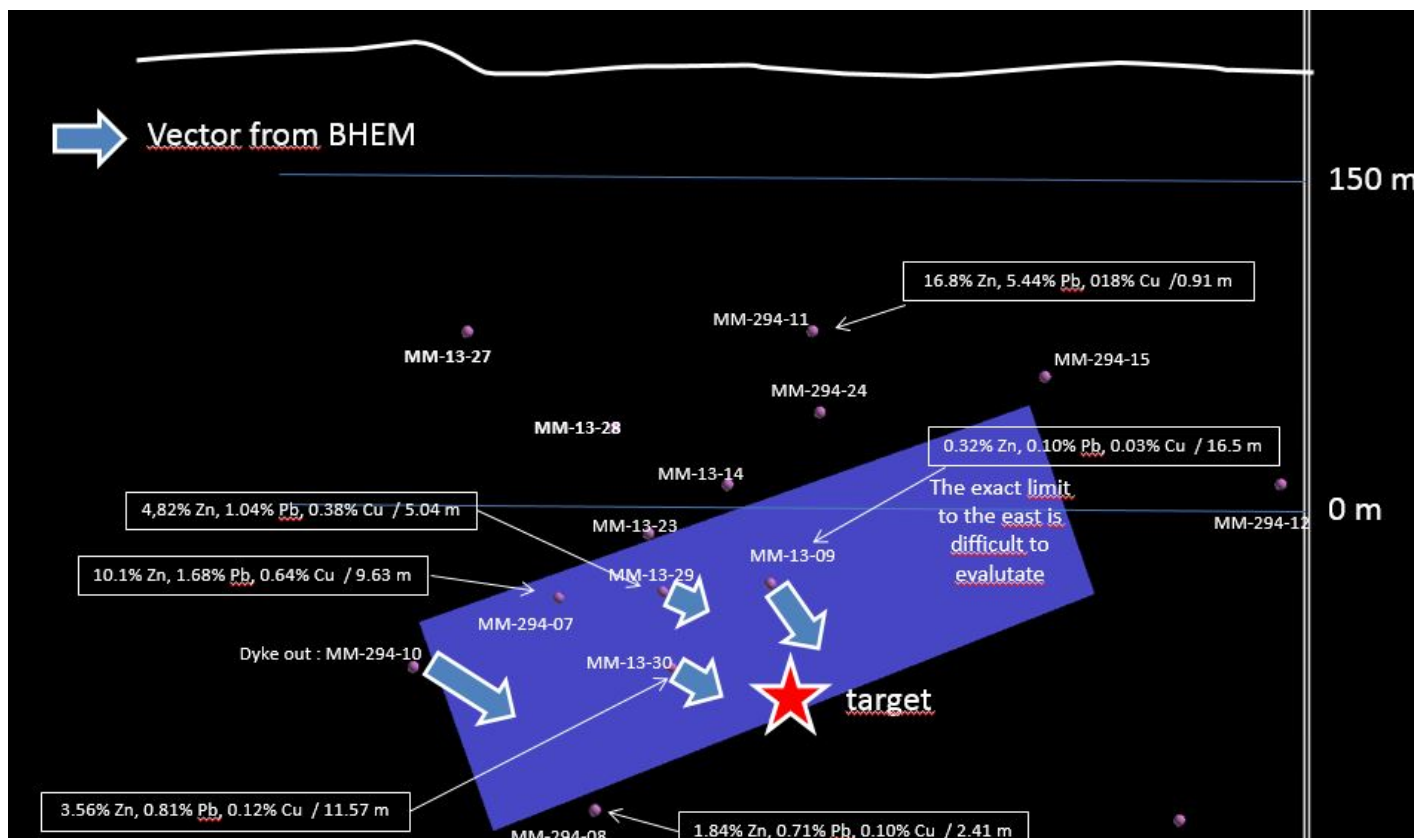 Vector from BHEM
150 m
16.8% Zn, 5.44% Pb, 018% Cu /0.91 m
MM-294-11
MM-13-27
MM-294-15
MM-294-24
MM-13-28
0.32% Zn, 0.10% Pb, 0.03% Cu / 16.5 m
MM-13-14
The exact limit
to the east is
difficult to
evalutate
4,82% Zn, 1.04% Pb, 0.38% Cu / 5.04 m
0 m
MM-294-12
MM-13-23
MM-13-09
10.1% Zn, 1.68% Pb, 0.64% Cu / 9.63 m
MM-13-29
MM-294-07
Dyke out : MM-294-10
MM-13-30
target
3.56% Zn, 0.81% Pb, 0.12% Cu / 11.57 m
MM-294-08
1.84% Zn, 0.71% Pb, 0.10% Cu / 2.41 m